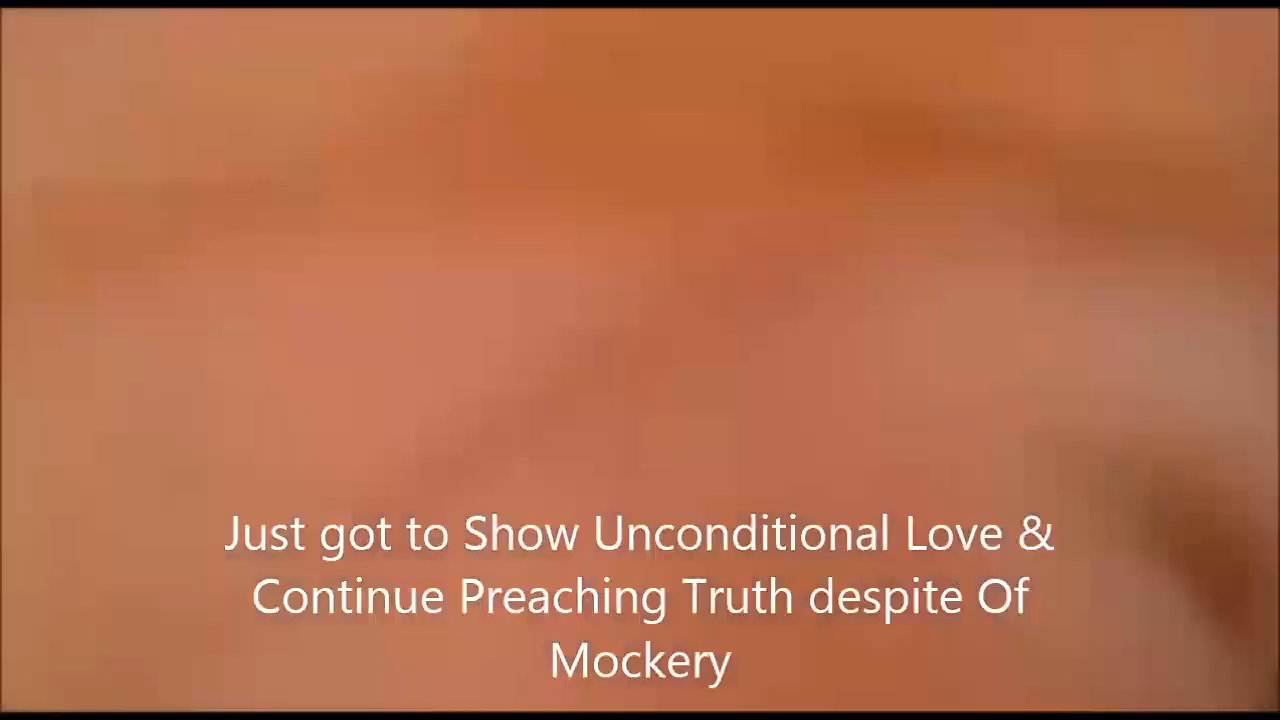 Just got to Show Unconditional Love &
Continue Preaching Truth despite Of
Mockery